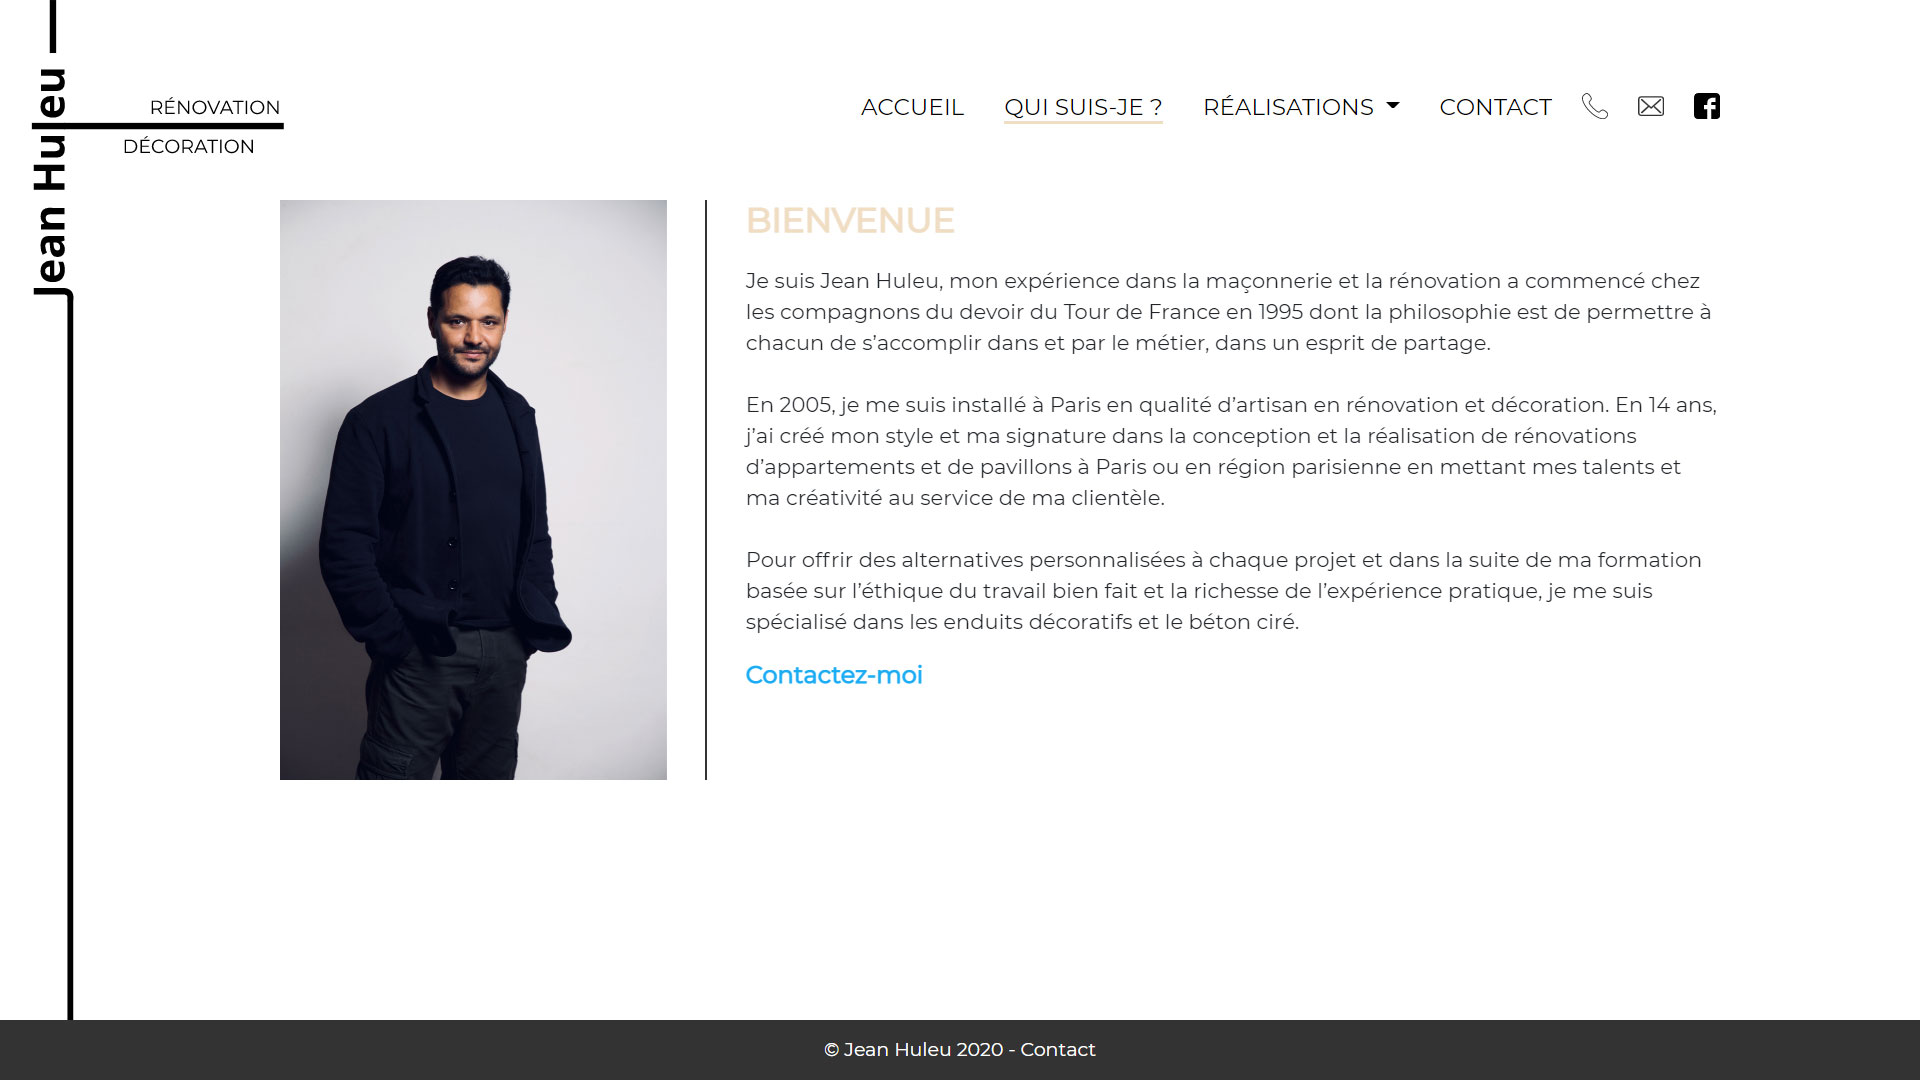 Jean Huleu
RÉNOVATION
DÉCORATION
ACCUEIL
QUI SUIS-JE ?
RÉALISATIONS
CONTACT
BIENVENUE
Je suis Jean Huleu, mon expérience dans la maçonnerie et la rénovation a commencé chez
les compagnons du devoir du Tour de France en 1995 dont la philosophie est de permettre à
chacun de s’accomplir dans et par le métier, dans un esprit de partage.
En 2005, je me suis installé à Paris en qualité d’artisan en rénovation et décoration. En 14 ans,
j’ai créé mon style et ma signature dans la conception et la réalisation de rénovations
d’appartements et de pavillons à Paris ou en région parisienne en mettant mes talents et
ma créativité au service de ma clientèle.
Pour offrir des alternatives personnalisées à chaque projet et dans la suite de ma formation
basée sur l’éthique du travail bien fait et la richesse de l’expérience pratique, je me suis
spécialisé dans les enduits décoratifs et le béton ciré.
Contactez-moi
© Jean Huleu 2020 - Contact